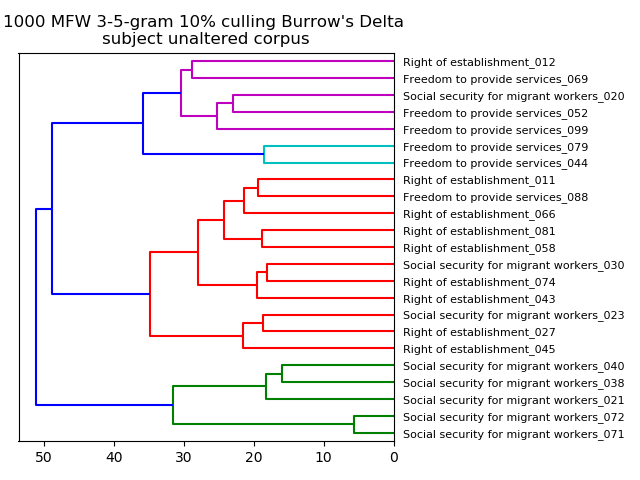 1000 MFW 3-5-gram 10% culling Burrow's Delta
subject unaltered corpus
Right of establishment_012
Freedom to provide services_069
Social security for migrant workers_020
Freedom to provide services_052
Freedom to provide services_099
Freedom to provide services_079
Freedom to provide services_044
Right of establishment_011
Freedom to provide services_088
Right of establishment_066
Right of establishment_081
Right of establishment_058
Social security for migrant workers_030
Right of establishment_074
Right of establishment_043
Social security for migrant workers_023
Right of establishment_027
Right of establishment_045
Social security for migrant workers_040
Social security for migrant workers_038
Social security for migrant workers_021
Social security for migrant workers_072
Social security for migrant workers_071
50 40 30 20 10 0